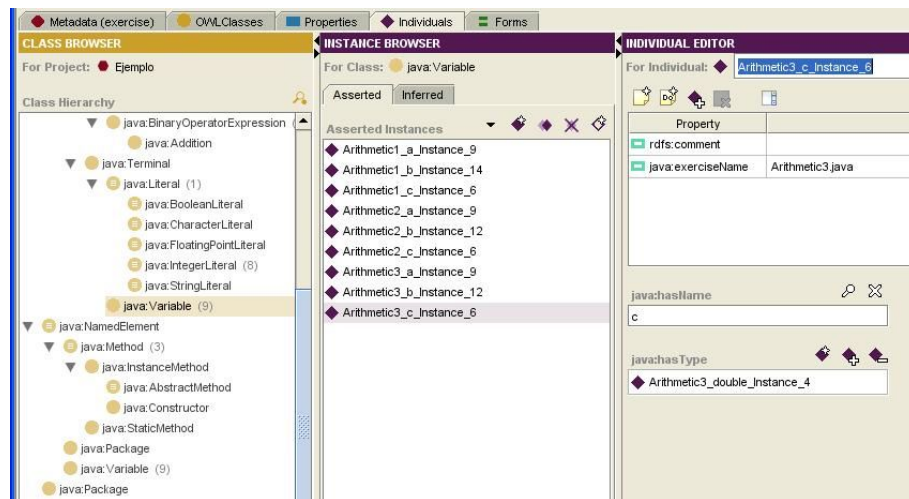 Metadata (exercise) OWLClasses Properties Individuals Forms
CLASS BROWSER
For Project: Ejemplo
Class Hierarchy
java:BinaryOperatorExpression
java:Addition
java:Terminal
java:Literal (1)
java:BooleanLiteral
java:CharacterLiteral
java:FloatingPointLiteral
java:IntegerLiteral (8)
java:StringLiteral
java:Variable (9)
java:NamedElement
java:Method (3)
java:InstanceMethod
java:AbstractMethod
java:Constructor
java:StaticMethod
java:Package
java:Variable (9)
java:Package
INSTANCE BROWSER
For Class: java:Variable
Asserted Inferred
Asserted Instances
Arithmetic1_a_Instance_9
Arithmetic1_b_Instance_14
Arithmetic1_c_Instance_6
Arithmetic2_a_Instance_9
Arithmetic2_b_Instance_12
Arithmetic2_c_Instance_6
Arithmetic3_a_Instance_9
Arithmetic3_b_Instance_12
Arithmetic3_c_Instance_6
INDIVIDUAL EDITOR
For Individual: Arithmetic3_c_Instance_6
Property
rdfs:comment
java:exerciseName Arithmetic3.java
java:hasName
c
java:hasType
Arithmetic3_double_Instance_4